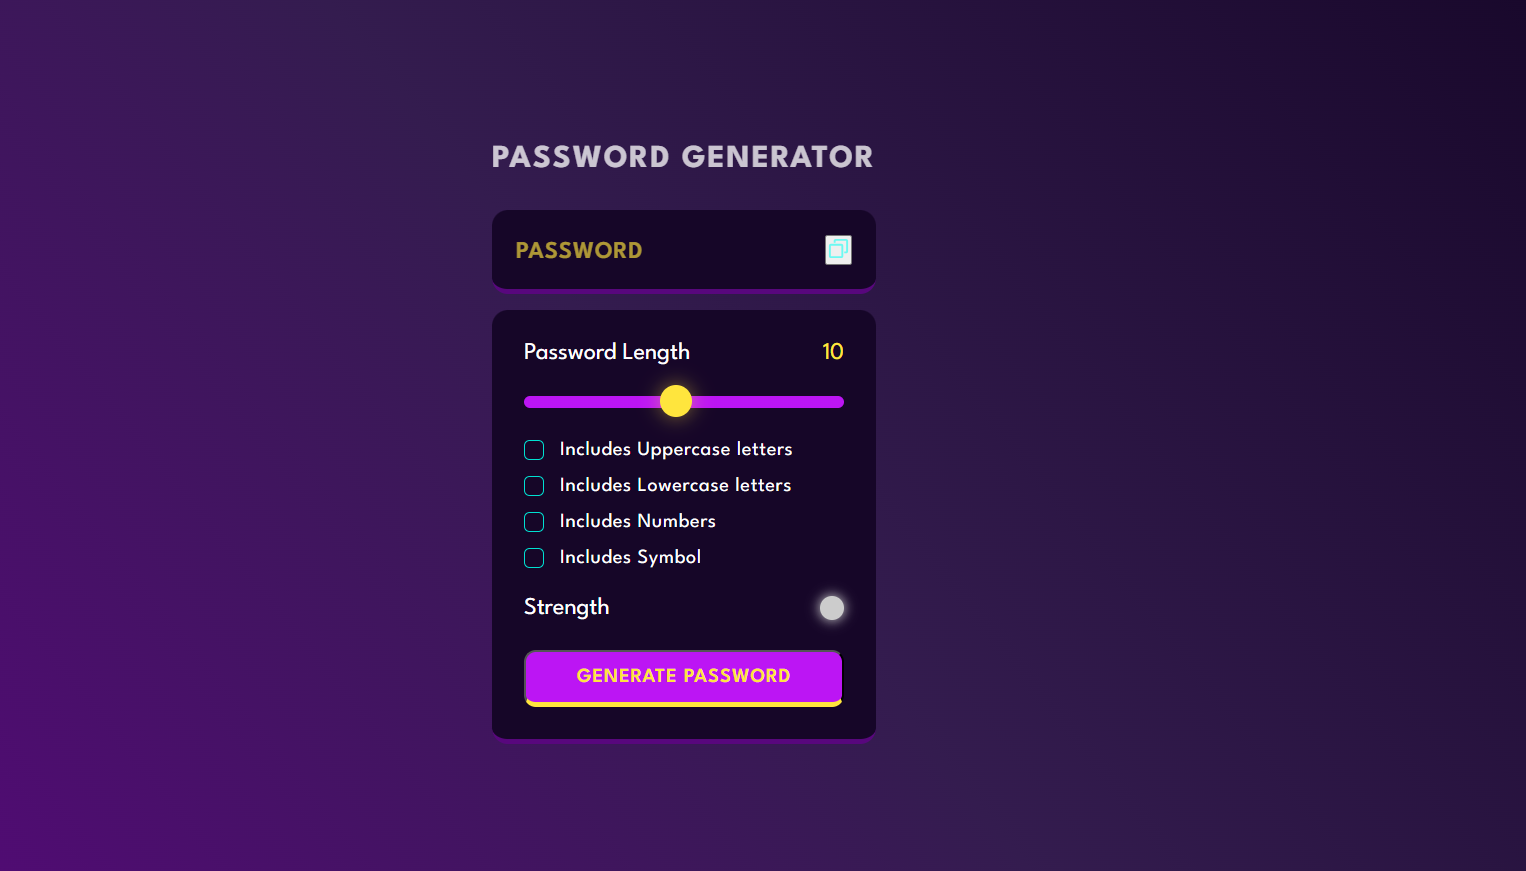 PASSWORD GENERATOR
PASSWORD
Password Length 10
Includes Uppercase letters
Includes Lowercase letters
Includes Numbers
Includes Symbol
Strength
GENERATE PASSWORD